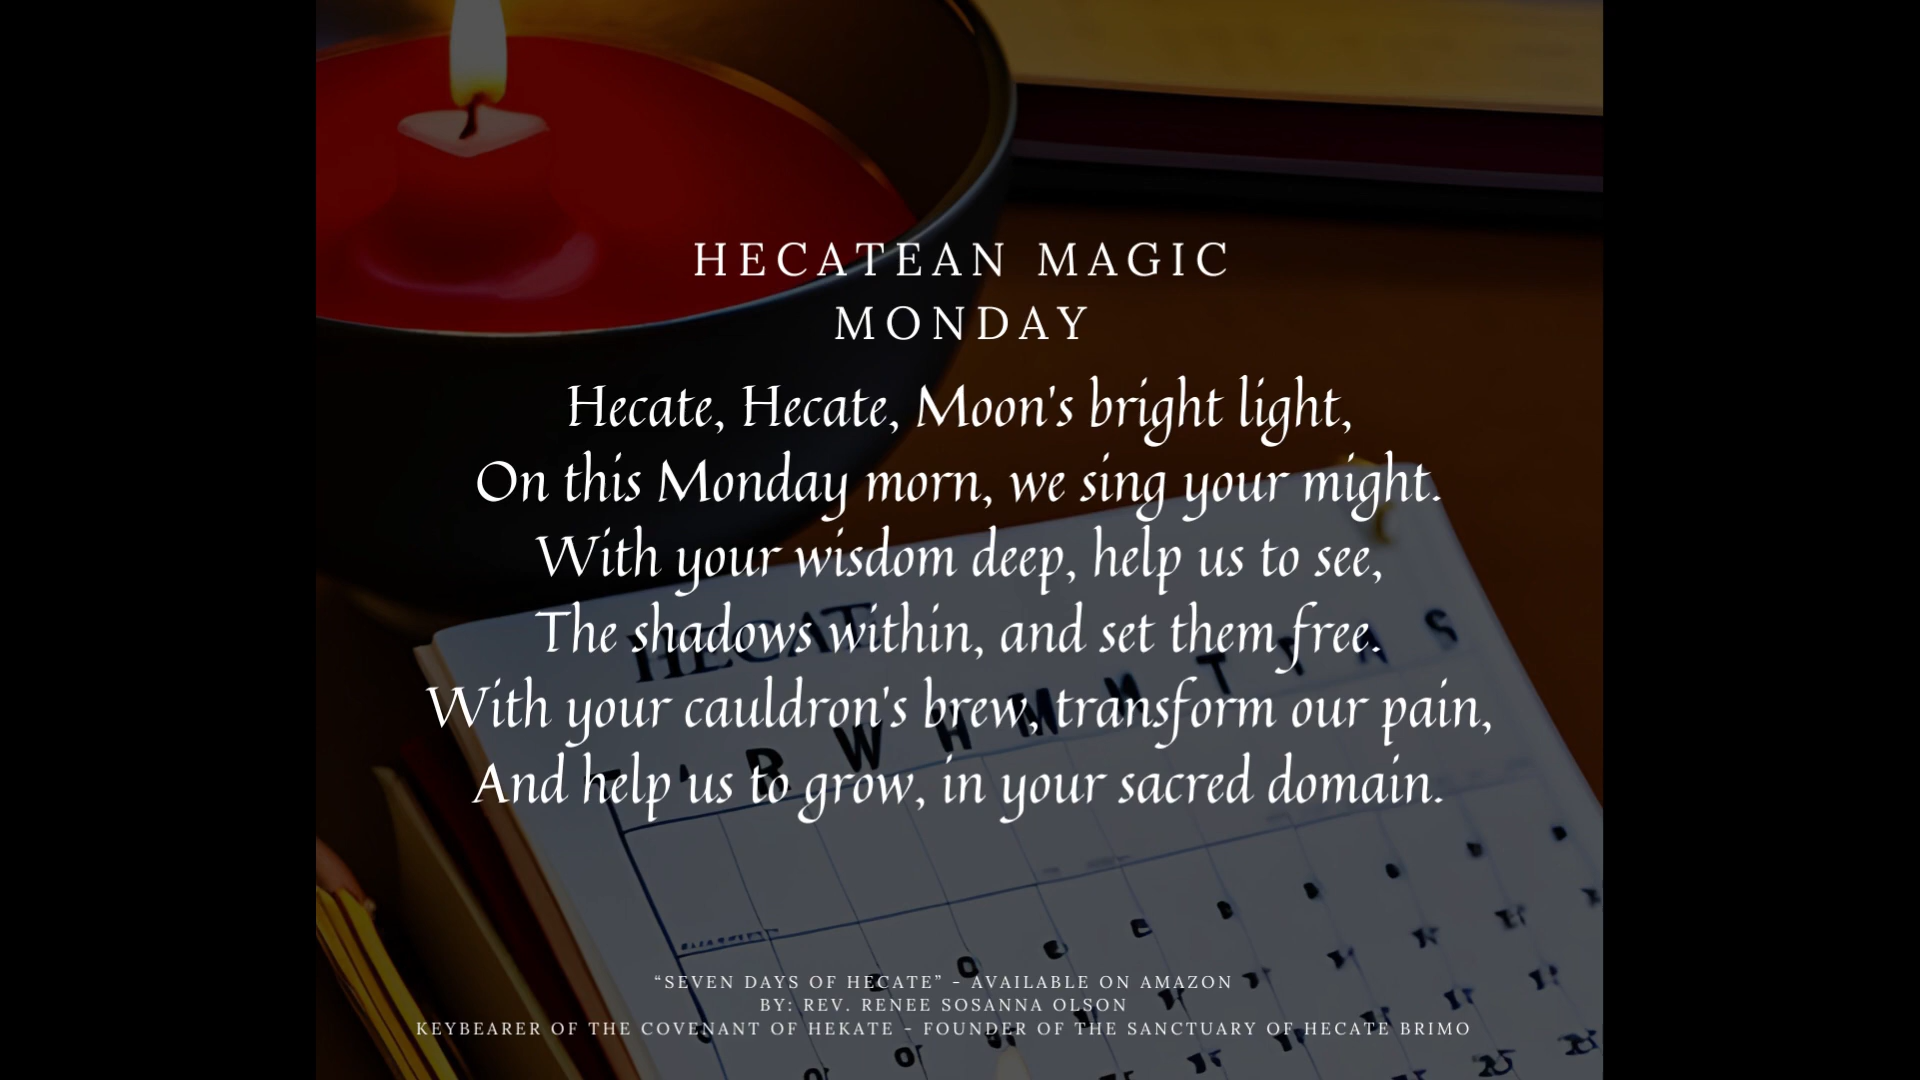 HECATEAN MAGIC
MONDAY
Hecate, Hecate, Moon's bright light,
On this Monday morn, we sing your might.
With your wisdom deep, help us to see,
The shadows within, and set them free.
With your cauldron's brew, transform our pain,
And help us to grow, in your sacred domain.
HECAT
R W H M M T Y A S
“SEVEN DAYS OF HECATE” - AVAILABLE ON AMAZON
BY: REV. RENEE SOSANNA OLSON
KEYBEARER OF THE COVENANT OF HEKATE - FOUNDER OF THE SANCTUARY OF HECATE BRIMO